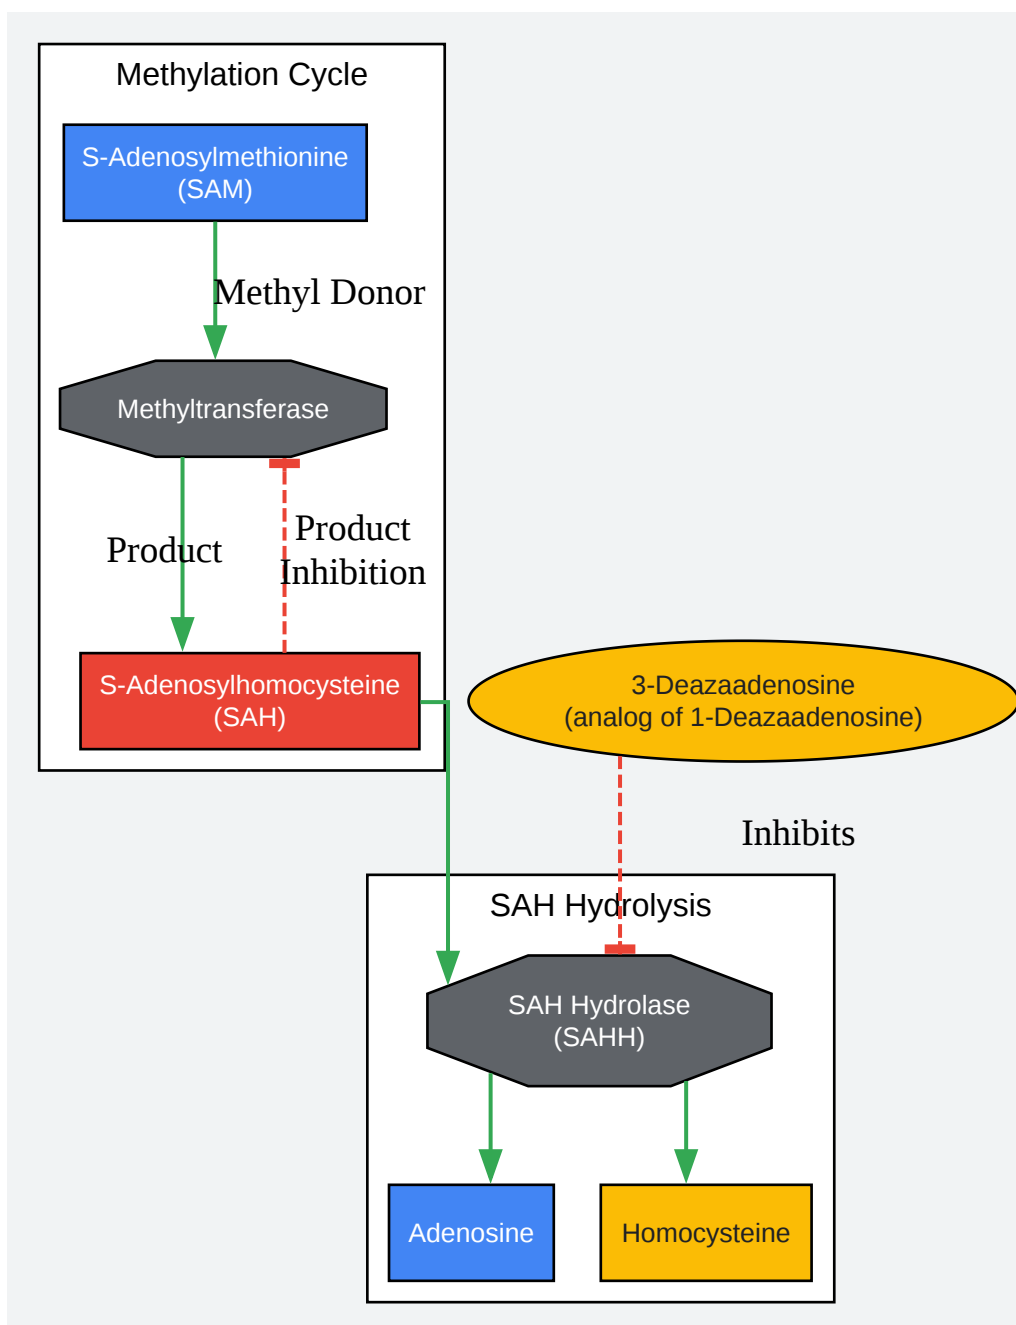 Methylation Cycle
S-Adenosylmethionine
(SAM)
Methyl Donor
Methyltransferase
Product
Product
Inhibition
S-Adenosylhomocysteine
(SAH)
3-Deazaadenosine
(analog of 1-Deazaadenosine)
Inhibits
SAH Hydrolysis
SAH Hydrolase
(SAHH)
Adenosine
Homocysteine